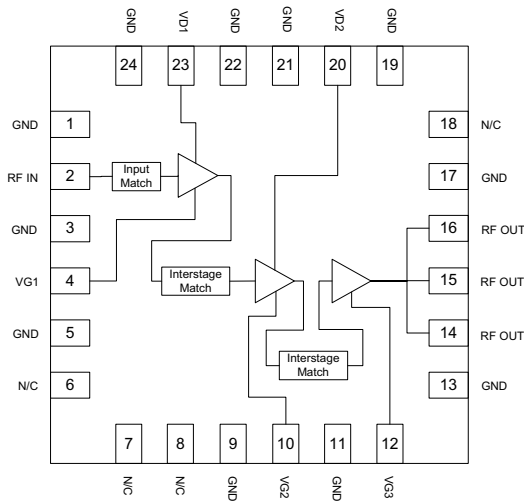 GND VD1 GND GND VD2 GND
24 23 22 21 20 19
GND 1
18 N/C
RF IN 2
Input
Match
17 GND
GND 3
16 RF OUT
VG1 4
Interstage
Match
15 RF OUT
GND 5
14 RF OUT
Interstage
Match
N/C 6
13 GND
7 8 9 10 11 12
N/C N/C GND VG2 GND VG3